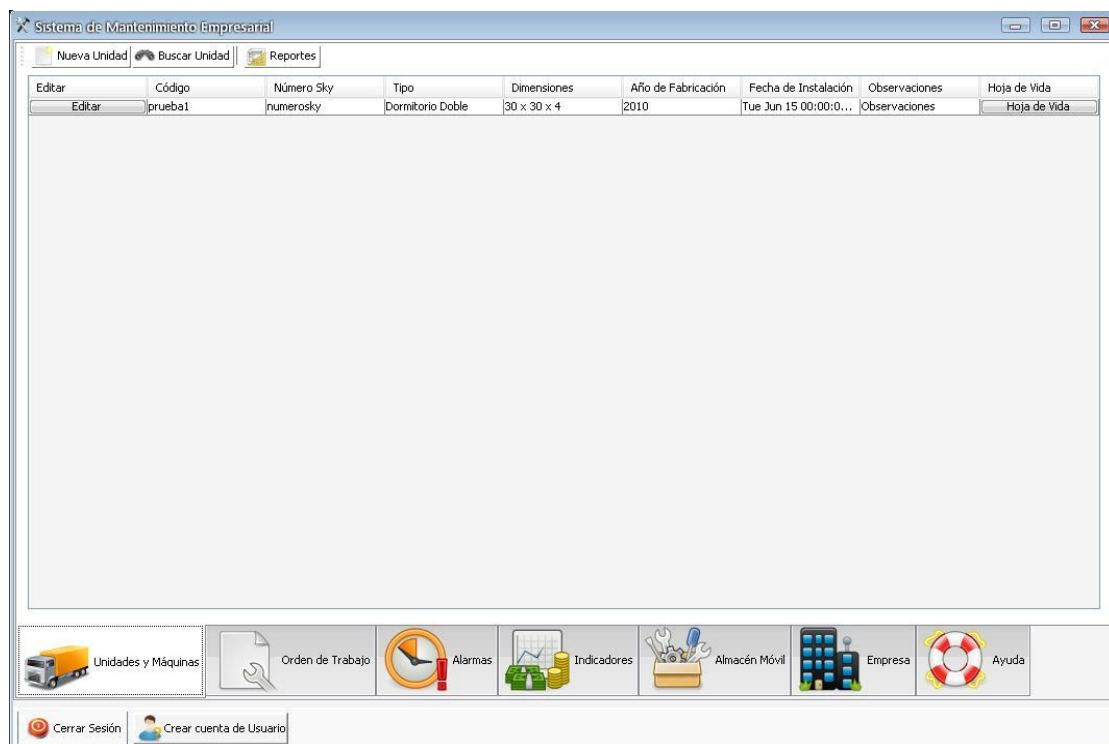 Sistema de Mantenimiento Empresarial
Nueva Unidad Buscar Unidad Reportes
Editar Código Número Sky Tipo Dimensiones Año de Fabricación Fecha de Instalación Observaciones Hoja de Vida
Editar prueba1 numerosky Dormitorio Doble 30 x 30 x 4 2010 Tue Jun 15 00:00:0... Observaciones Hoja de Vida
Unidades y Máquinas Orden de Trabajo Alarmas Indicadores Almacén Móvil Empresa Ayuda
Cerrar Sesión Crear cuenta de Usuario